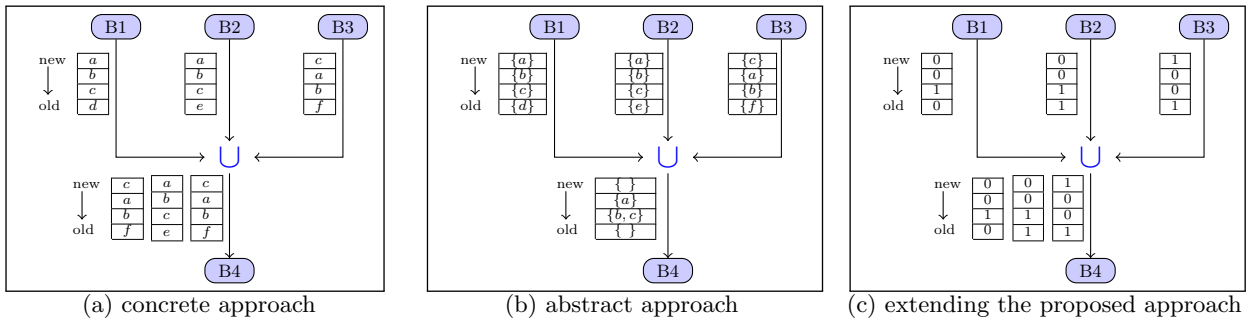 B1 B2 B3
new a a c
b b a
c c b
old d e f
⋃
new c a c
a b a
b c b
old f e f
B4
(a) concrete approach
B1 B2 B3
new {a} {a} {c}
{b} {b} {a}
{c} {c} {b}
old {d} {e} {f}
⋃
new { }
{a}
{b, c}
old { }
B4
(b) abstract approach
B1 B2 B3
new 0 0 1
0 0 0
1 1 0
old 0 1 1
⋃
new 0 0 1
0 0 0
1 1 0
old 0 1 1
B4
(c) extending the proposed approach